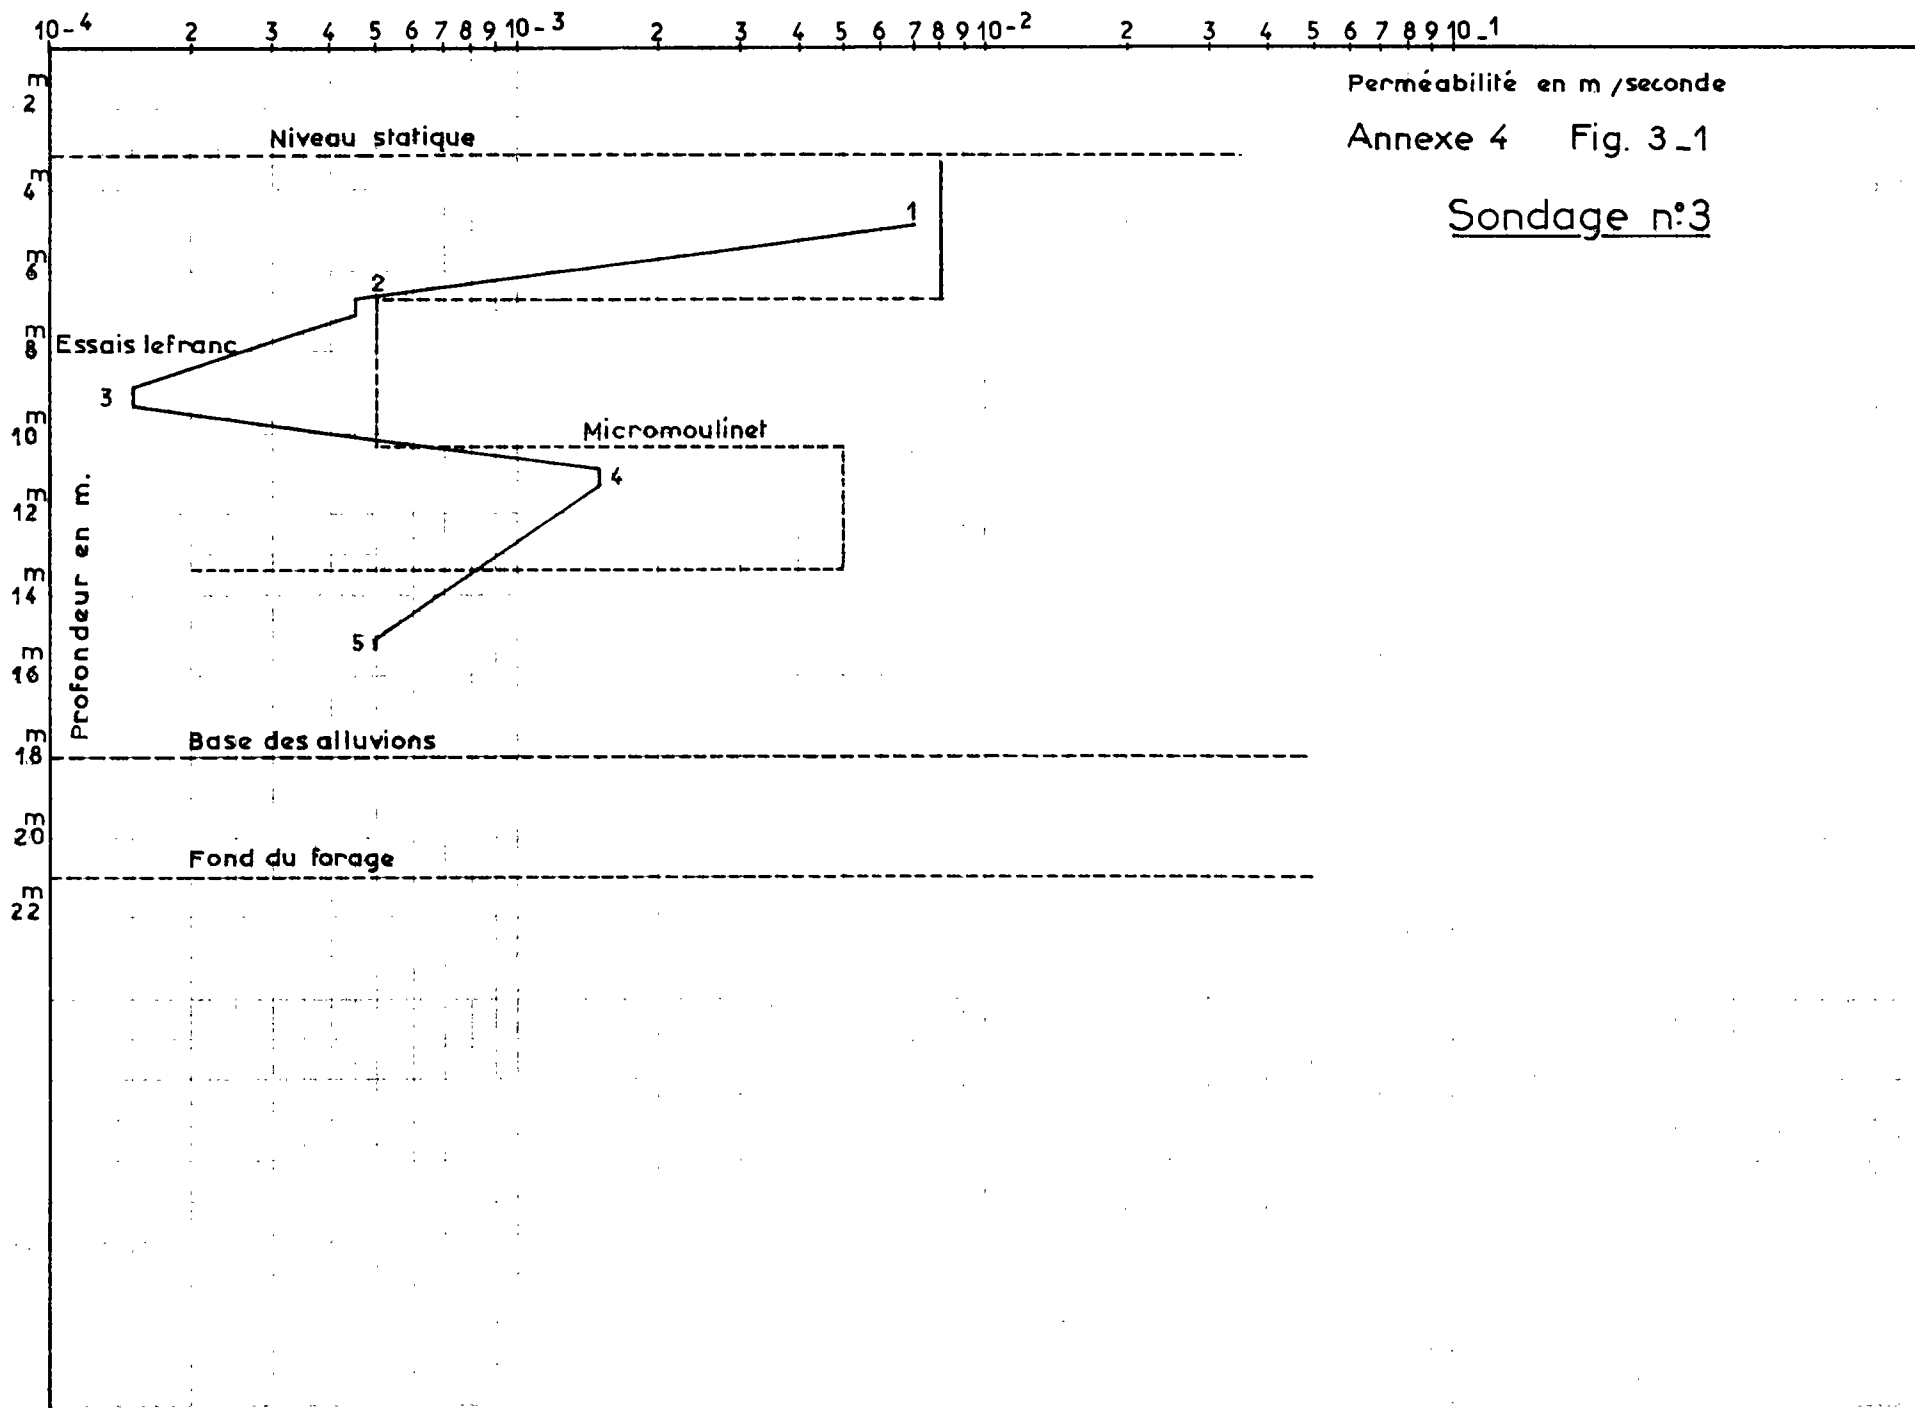 10-4 2 3 4 5 6 7 8 9 10-3 2 3 4 5 6 7 8 9 10-2 2 3 4 5 6 7 8 9 10-1
Perméabilité en m/seconde
Annexe 4 Fig. 3-1
Sondage n°3
m
2
Niveau statique
m
4
1
m
6
2
m
8
Essais lefranc
3
m
10
Micromoulinet
4
m
12
Profondeur en m.
m
14
5
m
16
m
18
Base des alluvions
m
20
Fond du forage
m
22